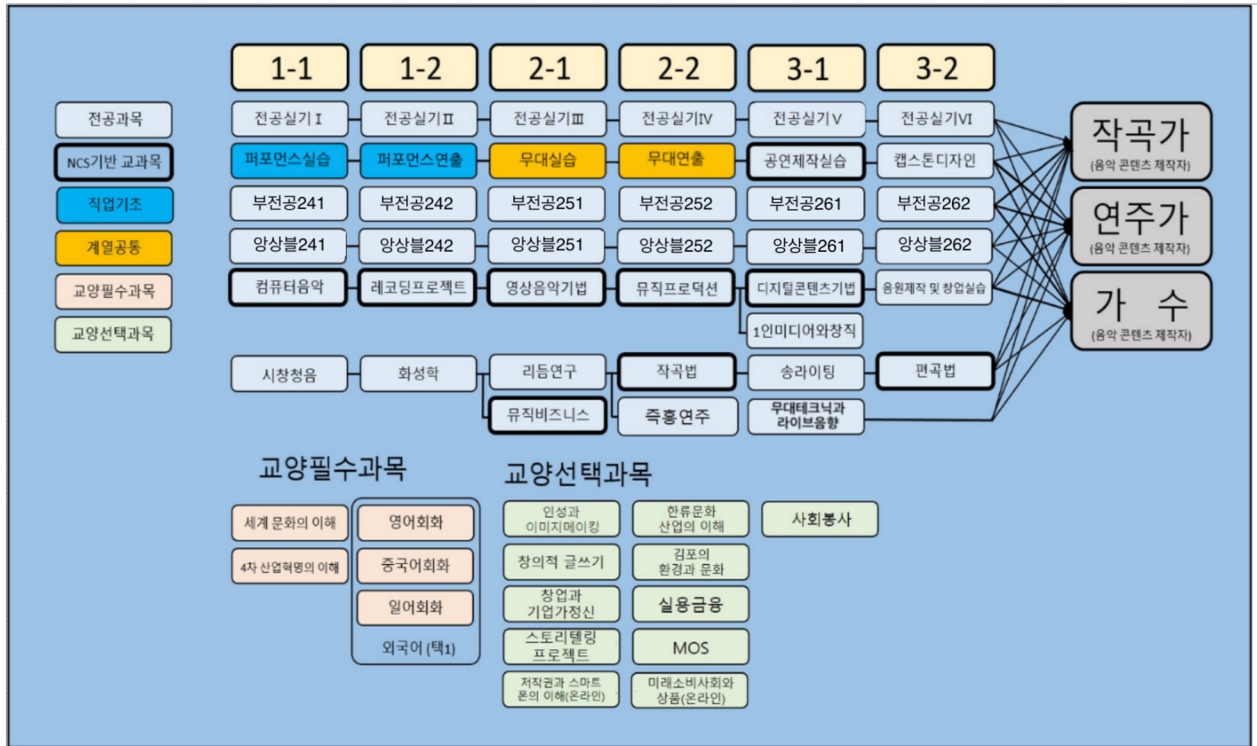 1-1 1-2 2-1 2-2 3-1 3-2
전공과목
NCS기반 교과목
직업기초
계열공통
교양필수과목
교양선택과목
전공실기Ⅰ 전공실기Ⅱ 전공실기Ⅲ 전공실기Ⅳ 전공실기Ⅴ 전공실기Ⅵ
퍼포먼스실습 퍼포먼스연출 무대실습 무대연출 공연제작실습 캡스톤디자인
부전공241 부전공242 부전공251 부전공252 부전공261 부전공262
앙상블241 앙상블242 앙상블251 앙상블252 앙상블261 앙상블262
컴퓨터음악 레코딩프로젝트 영상음악기법 뮤직프로덕션 디지털콘텐츠기법 음원제작 및 창업실습
1인미디어와창직
시창청음 화성학 리듬연구 작곡법 송라이팅 편곡법
뮤직비즈니스 즉흥연주 무대테크닉과
라이브음향
작곡가
(음악 콘텐츠 제작자)
연주가
(음악 콘텐츠 제작자)
가 수
(음악 콘텐츠 제작자)
교양필수과목
세계 문화의 이해
4차 산업혁명의 이해
영어회화
중국어회화
일어회화
외국어 (택1)
교양선택과목
인성과
이미지메이킹
한류문화
산업의 이해
사회봉사
창의적 글쓰기
김포의
환경과 문화
창업과
기업가정신
실용금융
스토리텔링
프로젝트
MOS
저작권과 스마트
폰의 이해(온라인)
미래소비사회와
상품(온라인)